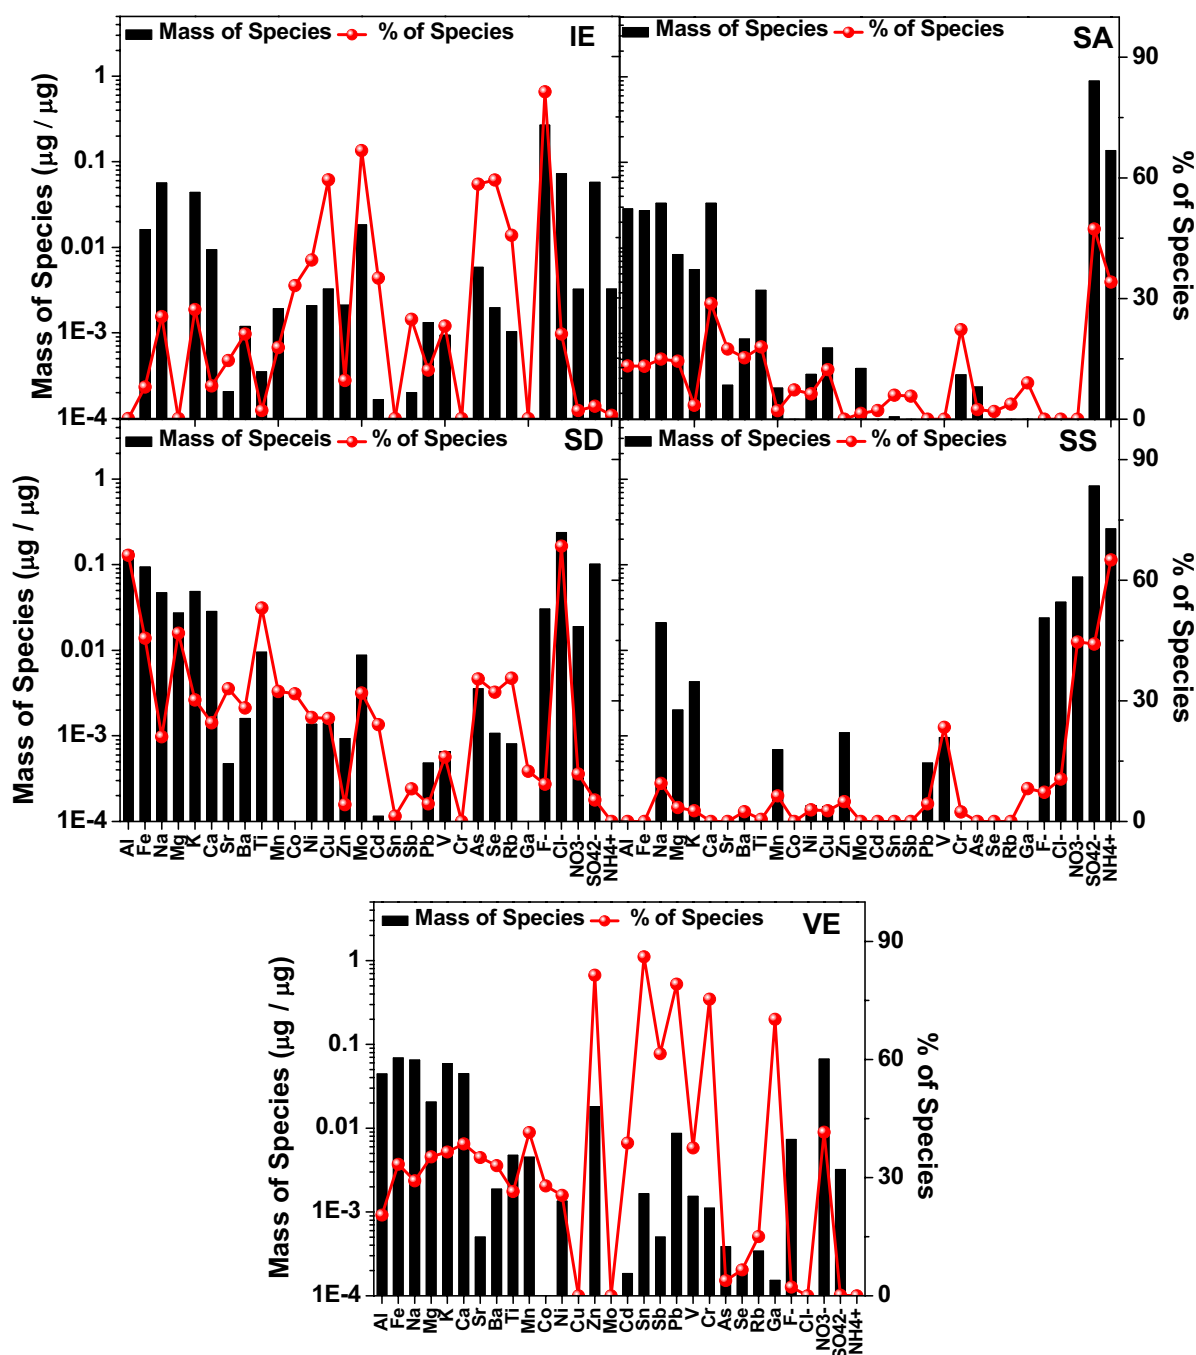 Mass of Species % of Species IE
Mass of Species % of Species SA
Mass of Species (µg / µg)
1
0.1
0.01
1E-3
1E-4
90
60
30
0
% of Species
Mass of Speceis % of Species SD
Mass of Species % of Species SS
Mass of Species (µg / µg)
1
0.1
0.01
1E-3
1E-4
90
60
30
0
% of Species
Al Fe Na Mg K Ca Sr Ba Ti Mn Co Ni Cu Zn Mo Cd Sn Sb Pb V Cr As Se Rb Ga F- Cl- NO3- SO42- NH4+
Al Fe Na Mg K Ca Sr Ba Ti Mn Co Ni Cu Zn Mo Cd Sn Sb Pb V Cr As Se Rb Ga F- Cl- NO3- SO42- NH4+
Mass of Species % of Species VE
Mass of Species (µg / µg)
1
0.1
0.01
1E-3
1E-4
90
60
30
0
% of Species
Al Fe Na Mg K Ca Sr Ba Ti Mn Co Ni Cu Zn Mo Cd Sn Sb Pb V Cr As Se Rb Ga F- Cl- NO3- SO42- NH4+